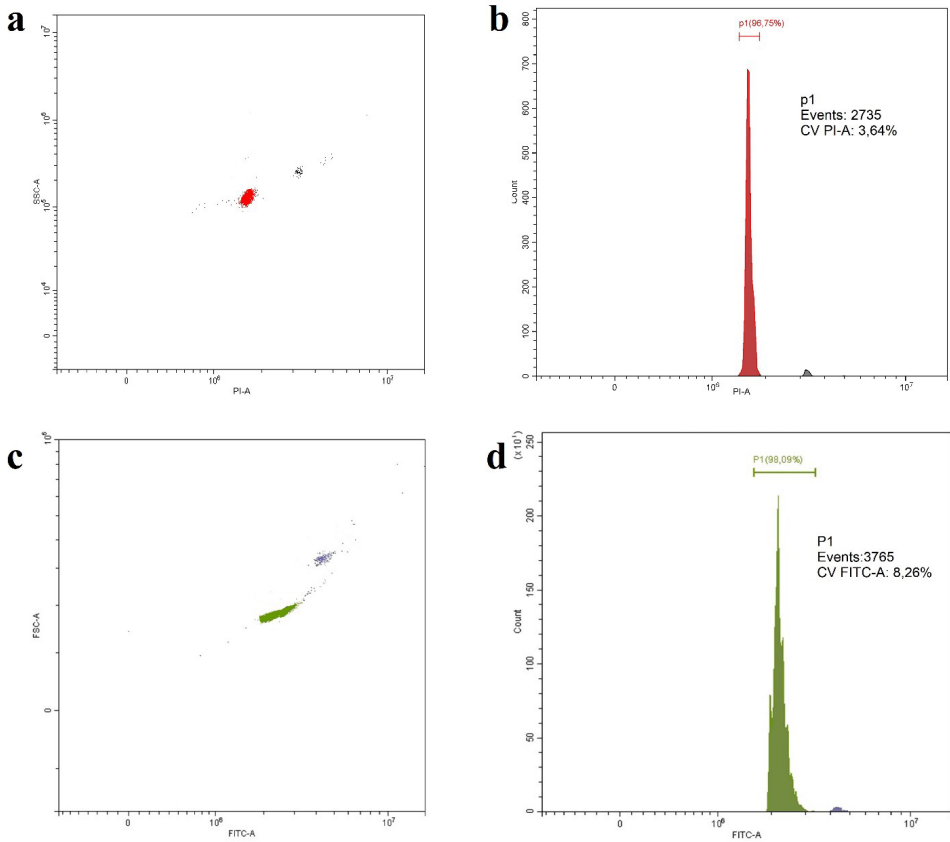 a
10⁷
10⁶
10⁵
10⁴
0
SSC-A
0
10⁶
10⁷
PI-A
b
800
700
600
500
400
300
200
100
0
Count
p1(96,75%)
p1
Events: 2735
CV PI-A: 3,64%
0
10⁶
10⁷
PI-A
c
10⁶
0
FSC-A
0
10⁶
10⁷
FITC-A
d
(x 10¹)
250
200
150
100
50
0
Count
P1(98,09%)
P1
Events:3765
CV FITC-A: 8,26%
0
10⁶
10⁷
FITC-A